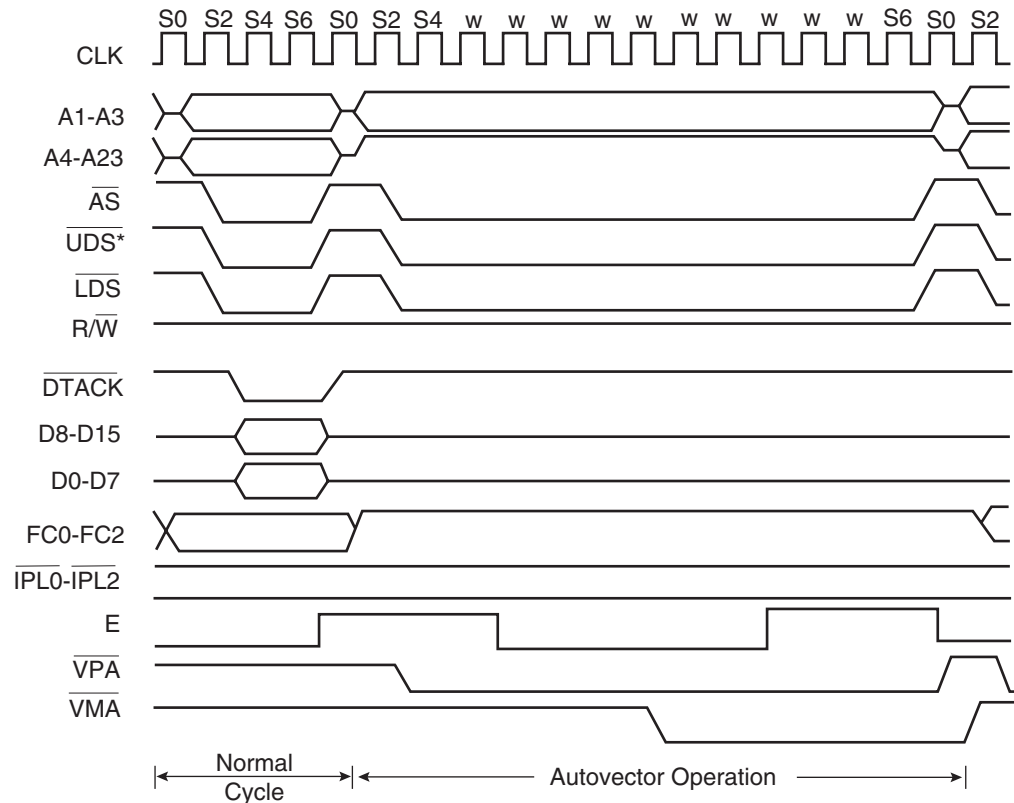 S0 S2 S4 S6 S0 S2 S4 w w w w w w w w w w S6 S0 S2
CLK
A1-A3
A4-A23
AS
UDS*
LDS
R/W
DTACK
D8-D15
D0-D7
FC0-FC2
IPL0-IPL2
E
VPA
VMA
Normal
Cycle
Autovector Operation